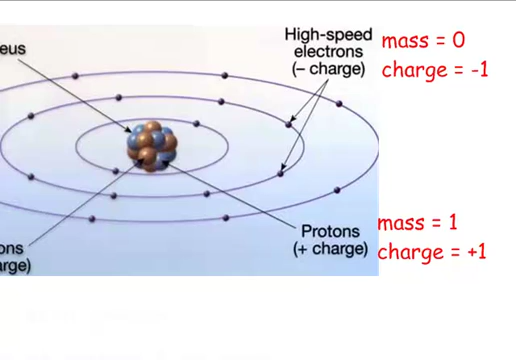 eus
High-speed
electrons
(– charge)
mass = 0
charge = -1
Protons
(+ charge)
mass = 1
charge = +1
ons
arge)